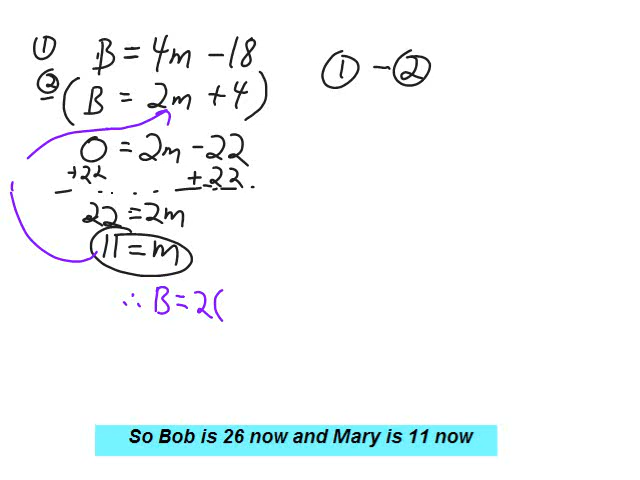 ① B = 4m - 18
② - ( B = 2m + 4 )
① - ②
0 = 2m - 22
+22 +22
22 = 2m
11 = m
∴ B = 2(
So Bob is 26 now and Mary is 11 now